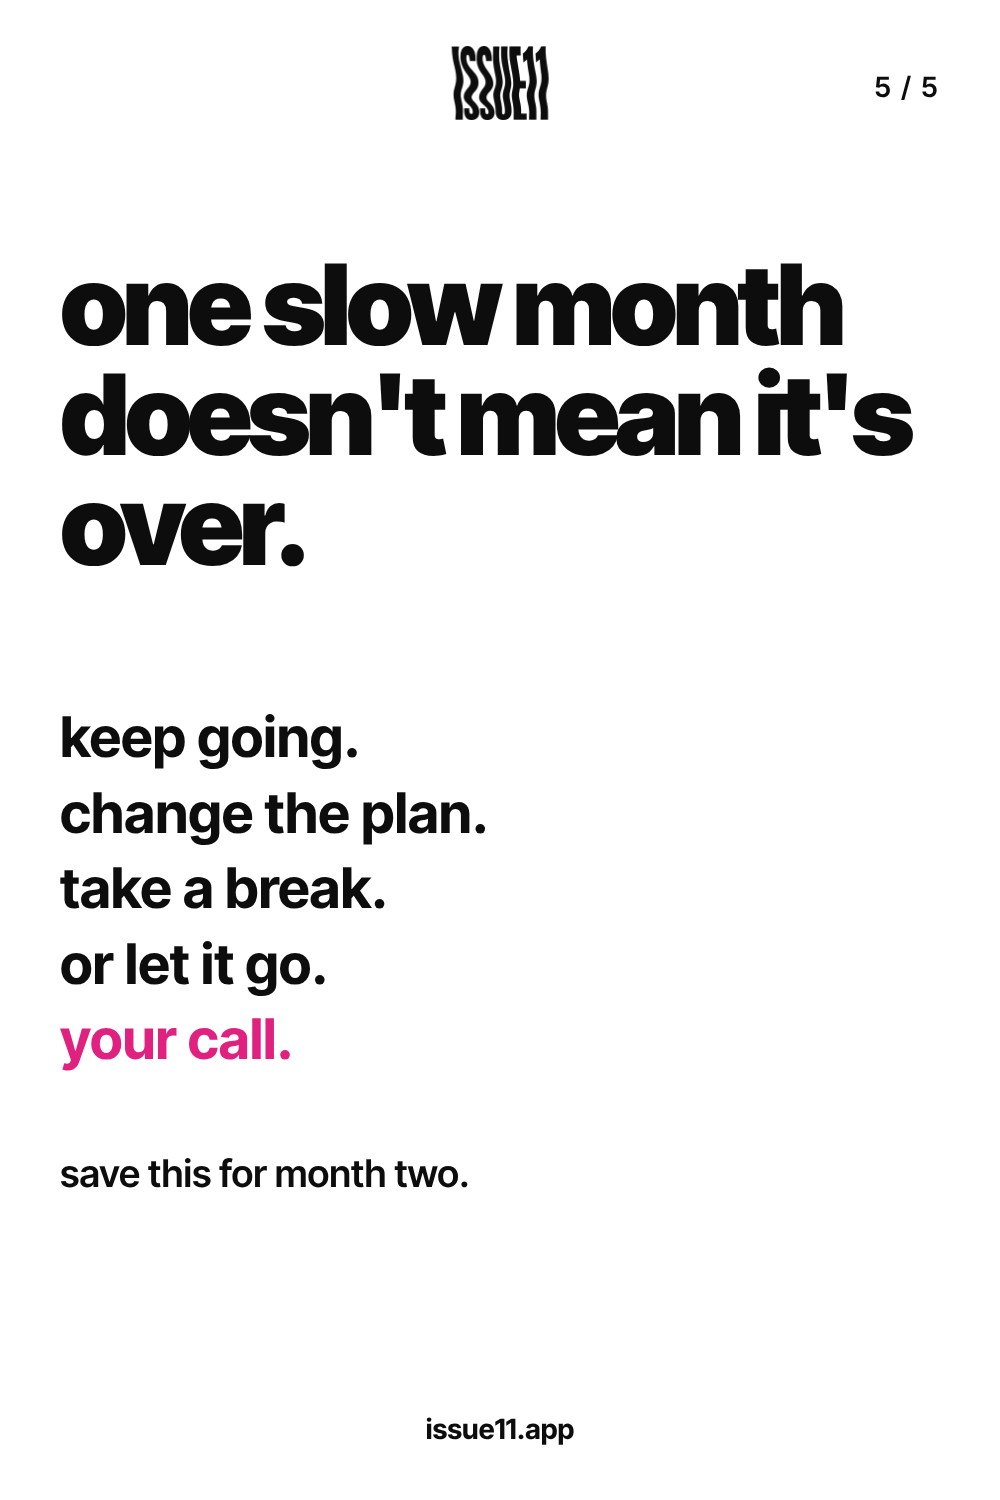 ISSUE11
5 / 5
one slow month
doesn't mean it's
over.
keep going.
change the plan.
take a break.
or let it go.
your call.
save this for month two.
issue11.app